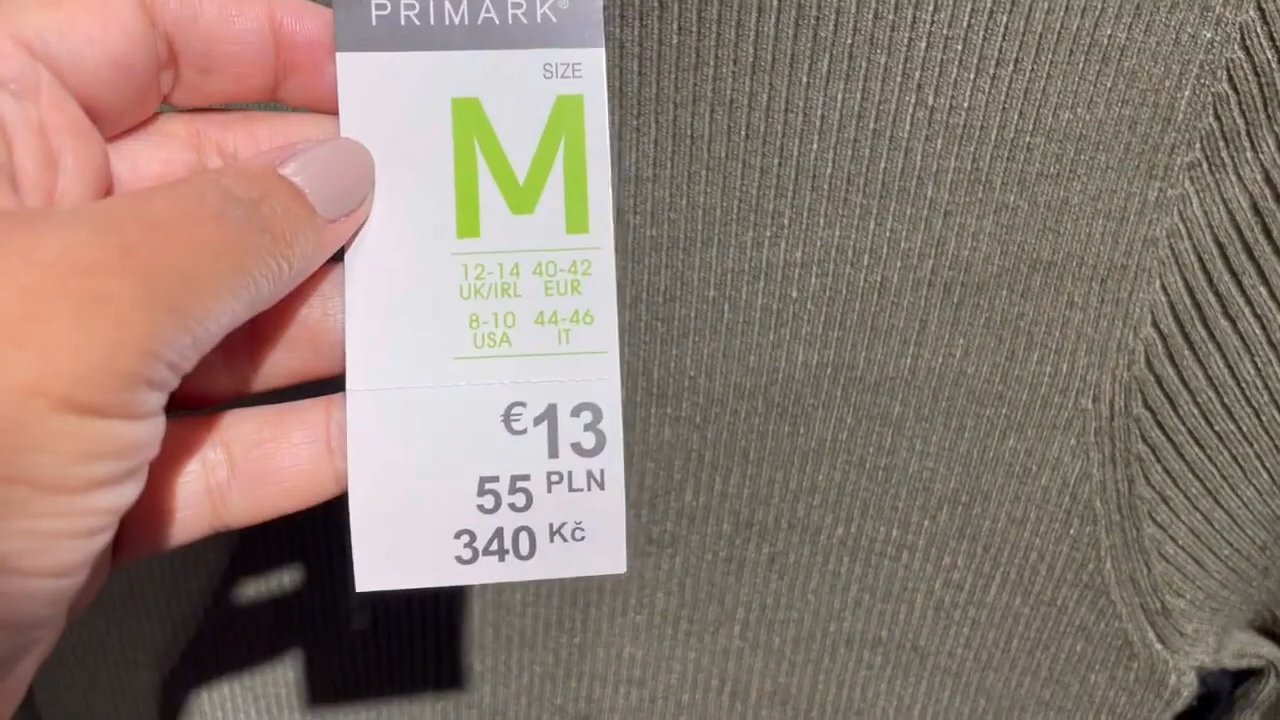 PRIMARK®
SIZE
M
12-14 40-42
UK/IRL EUR
8-10 44-46
USA IT
€13
55 PLN
340 Kč